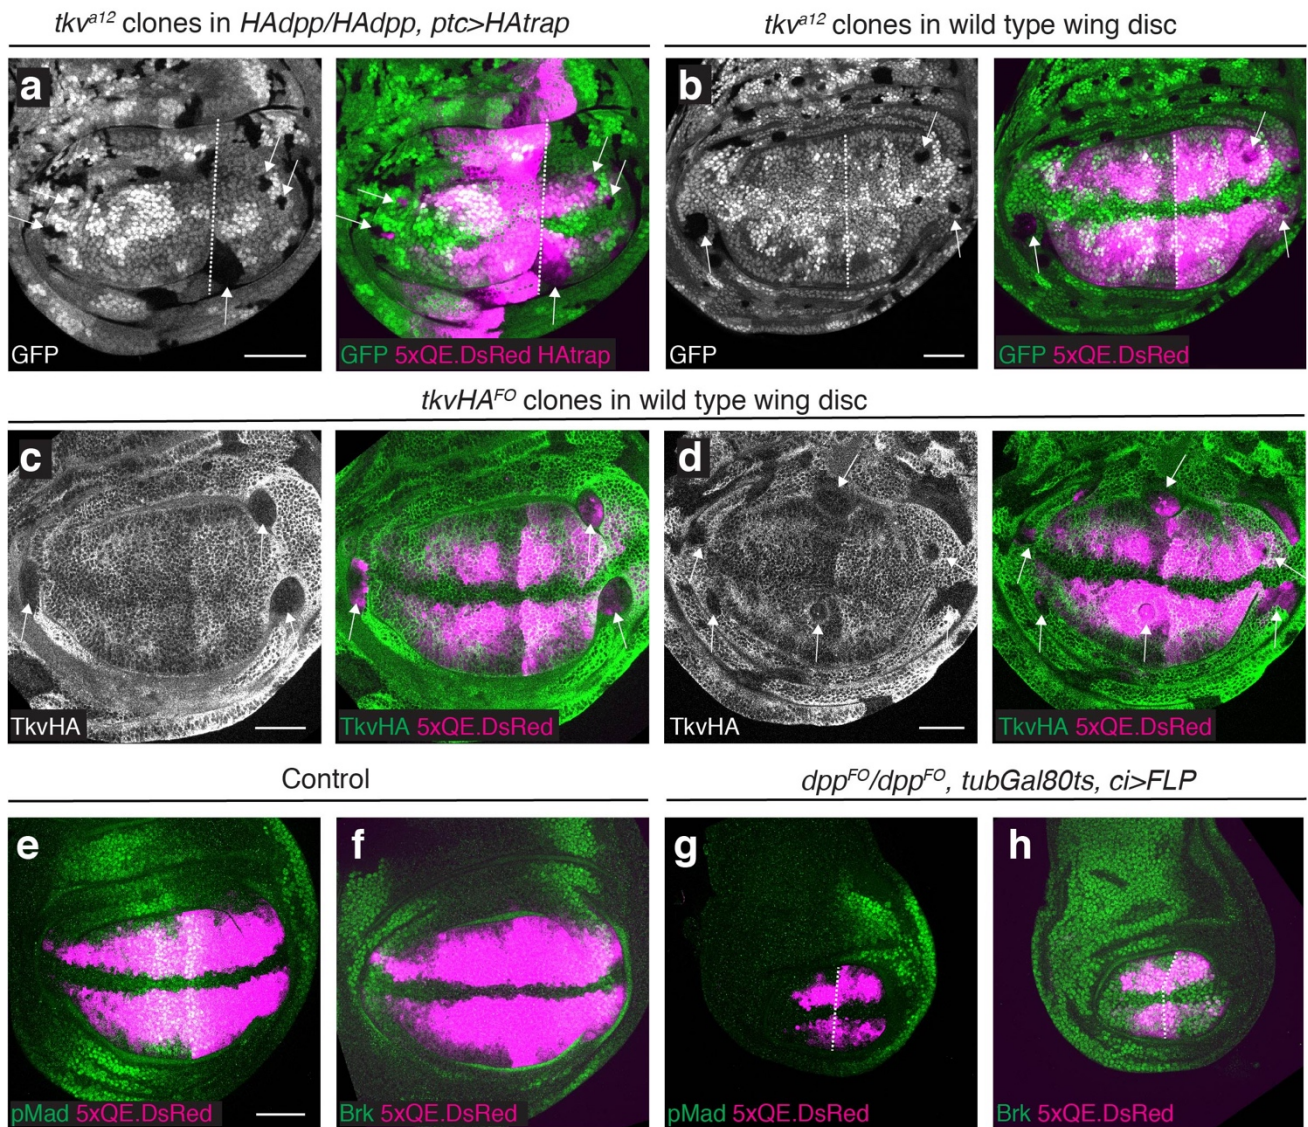 tkvᵃ¹² clones in HAdpp/HAdpp, ptc>HAtrap
tkvᵃ¹² clones in wild type wing disc
a
GFP
GFP 5xQE.DsRed HAtrap
b
GFP
GFP 5xQE.DsRed
tkvHAᶠᴼ clones in wild type wing disc
c
TkvHA
TkvHA 5xQE.DsRed
d
TkvHA
TkvHA 5xQE.DsRed
Control
dppᶠᴼ/dppᶠᴼ, tubGal80ts, ci>FLP
e
pMad 5xQE.DsRed
f
Brk 5xQE.DsRed
g
pMad 5xQE.DsRed
h
Brk 5xQE.DsRed